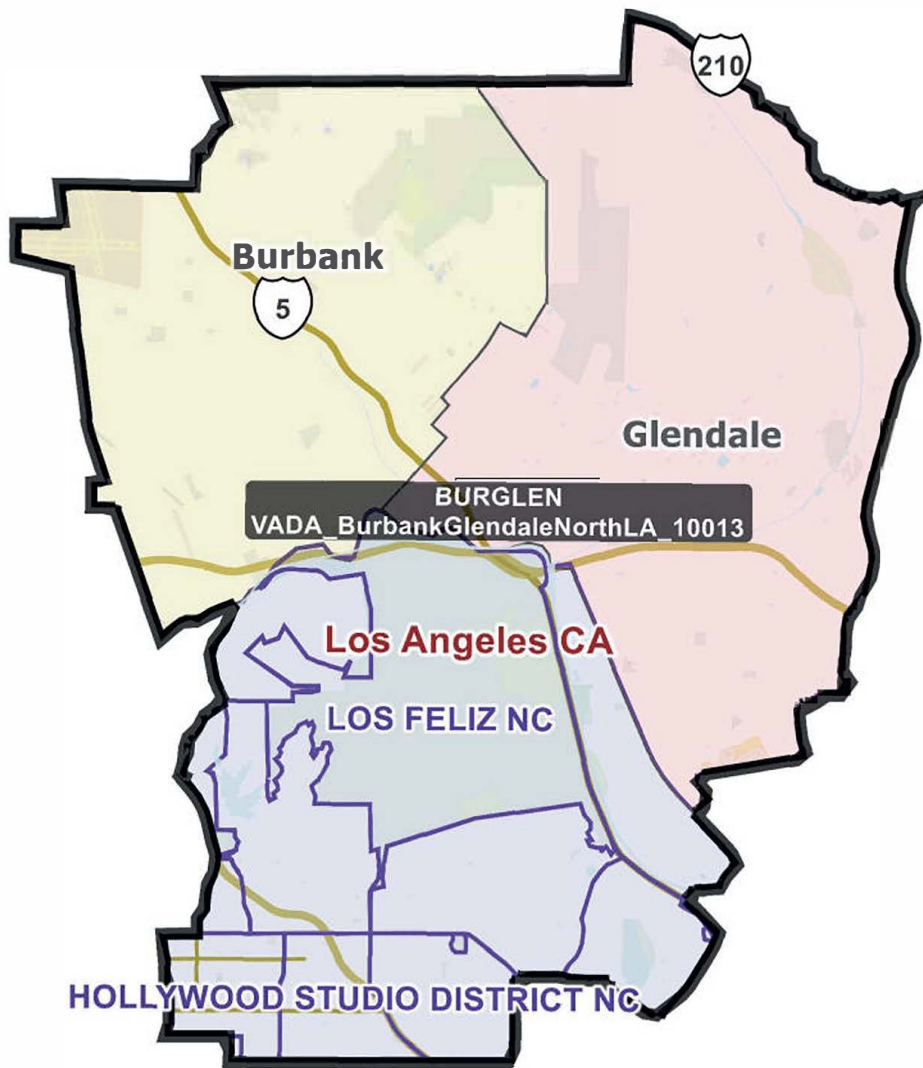 210
Burbank
5
Glendale
BURGLEN
VADA_BurbankGlendaleNorthLA_10013
Los Angeles CA
LOS FELIZ NC
HOLLYWOOD STUDIO DISTRICT NC